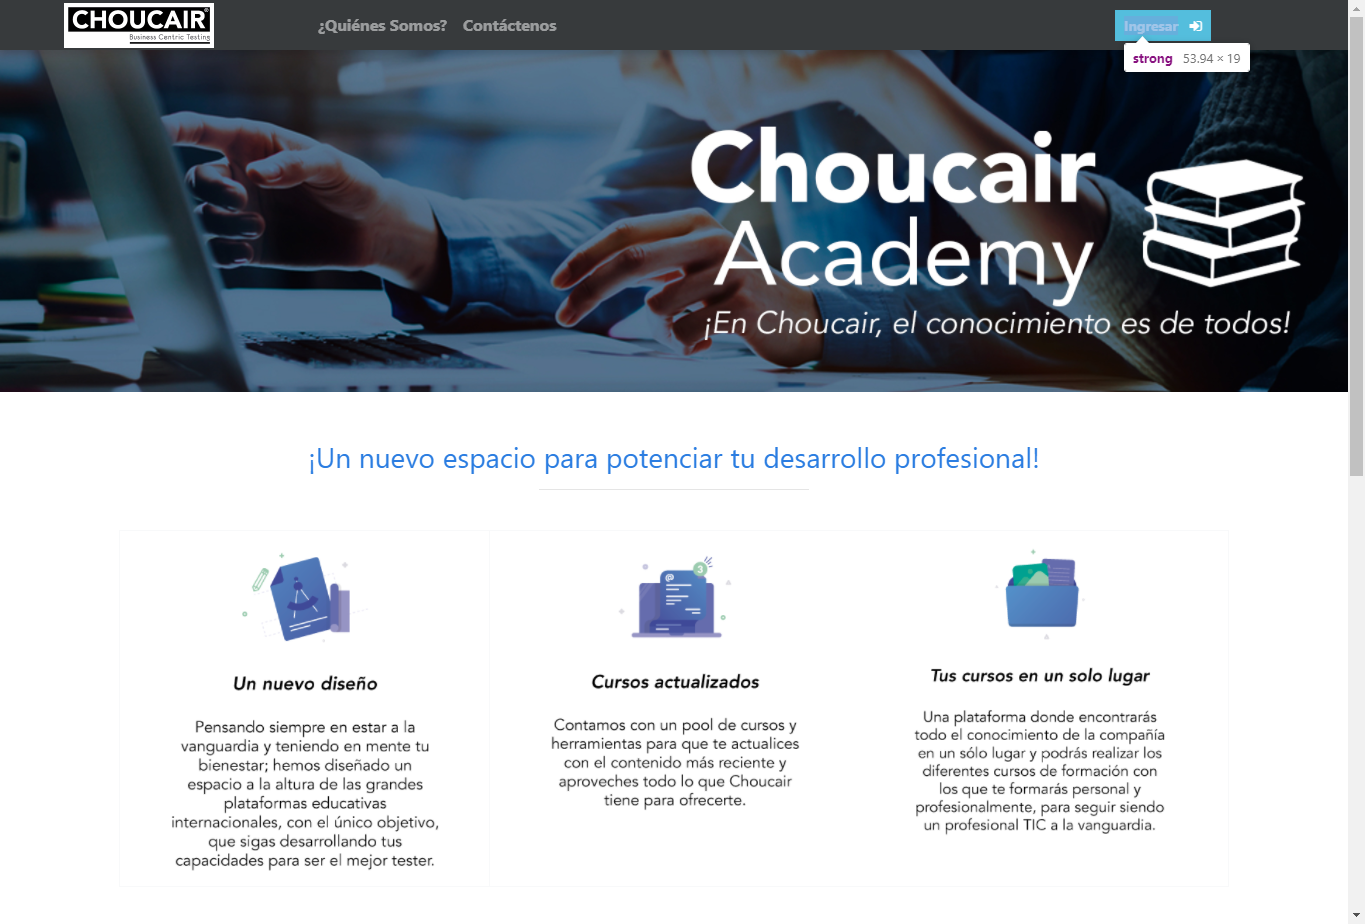 CHOUCAIR®
Business Centric Testing
¿Quiénes Somos? Contáctenos
Ingresar
strong 53.94 × 19
Choucair
Academy
¡En Choucair, el conocimiento es de todos!
¡Un nuevo espacio para potenciar tu desarrollo profesional!
Un nuevo diseño
Pensando siempre en estar a la
vanguardia y teniendo en mente tu
bienestar; hemos diseñado un
espacio a la altura de las grandes
plataformas educativas
internacionales, con el único objetivo,
que sigas desarrollando tus
capacidades para ser el mejor tester.
@
3
Cursos actualizados
Contamos con un pool de cursos y
herramientas para que te actualices
con el contenido más reciente y
aproveches todo lo que Choucair
tiene para ofrecerte.
Tus cursos en un solo lugar
Una plataforma donde encontrarás
todo el conocimiento de la compañía
en un sólo lugar y podrás realizar los
diferentes cursos de formación con
los que te formarás personal y
profesionalmente, para seguir siendo
un profesional TIC a la vanguardia.